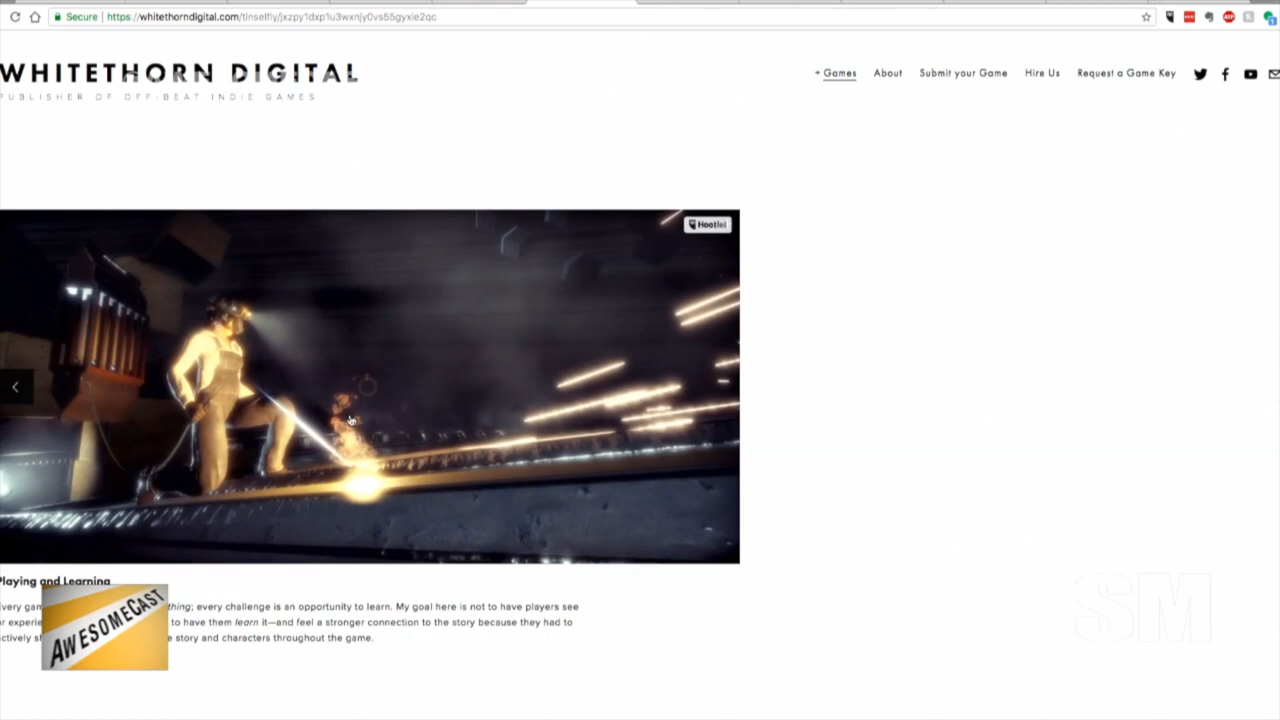 Secure https://whitethorndigital.com/tinselfly/jxzpy1dxp1u3wxnjy0vs55gyxie2qc
WHITETHORN DIGITAL
PUBLISHER OF OFF-BEAT INDIE GAMES
+ Games About Submit your Game Hire Us Request a Game Key
Playing and Learning
thing; every challenge is an opportunity to learn. My goal here is not to have players see
to have them learn it—and feel a stronger connection to the story because they had to
story and characters throughout the game.
AWESOMECAST
SM